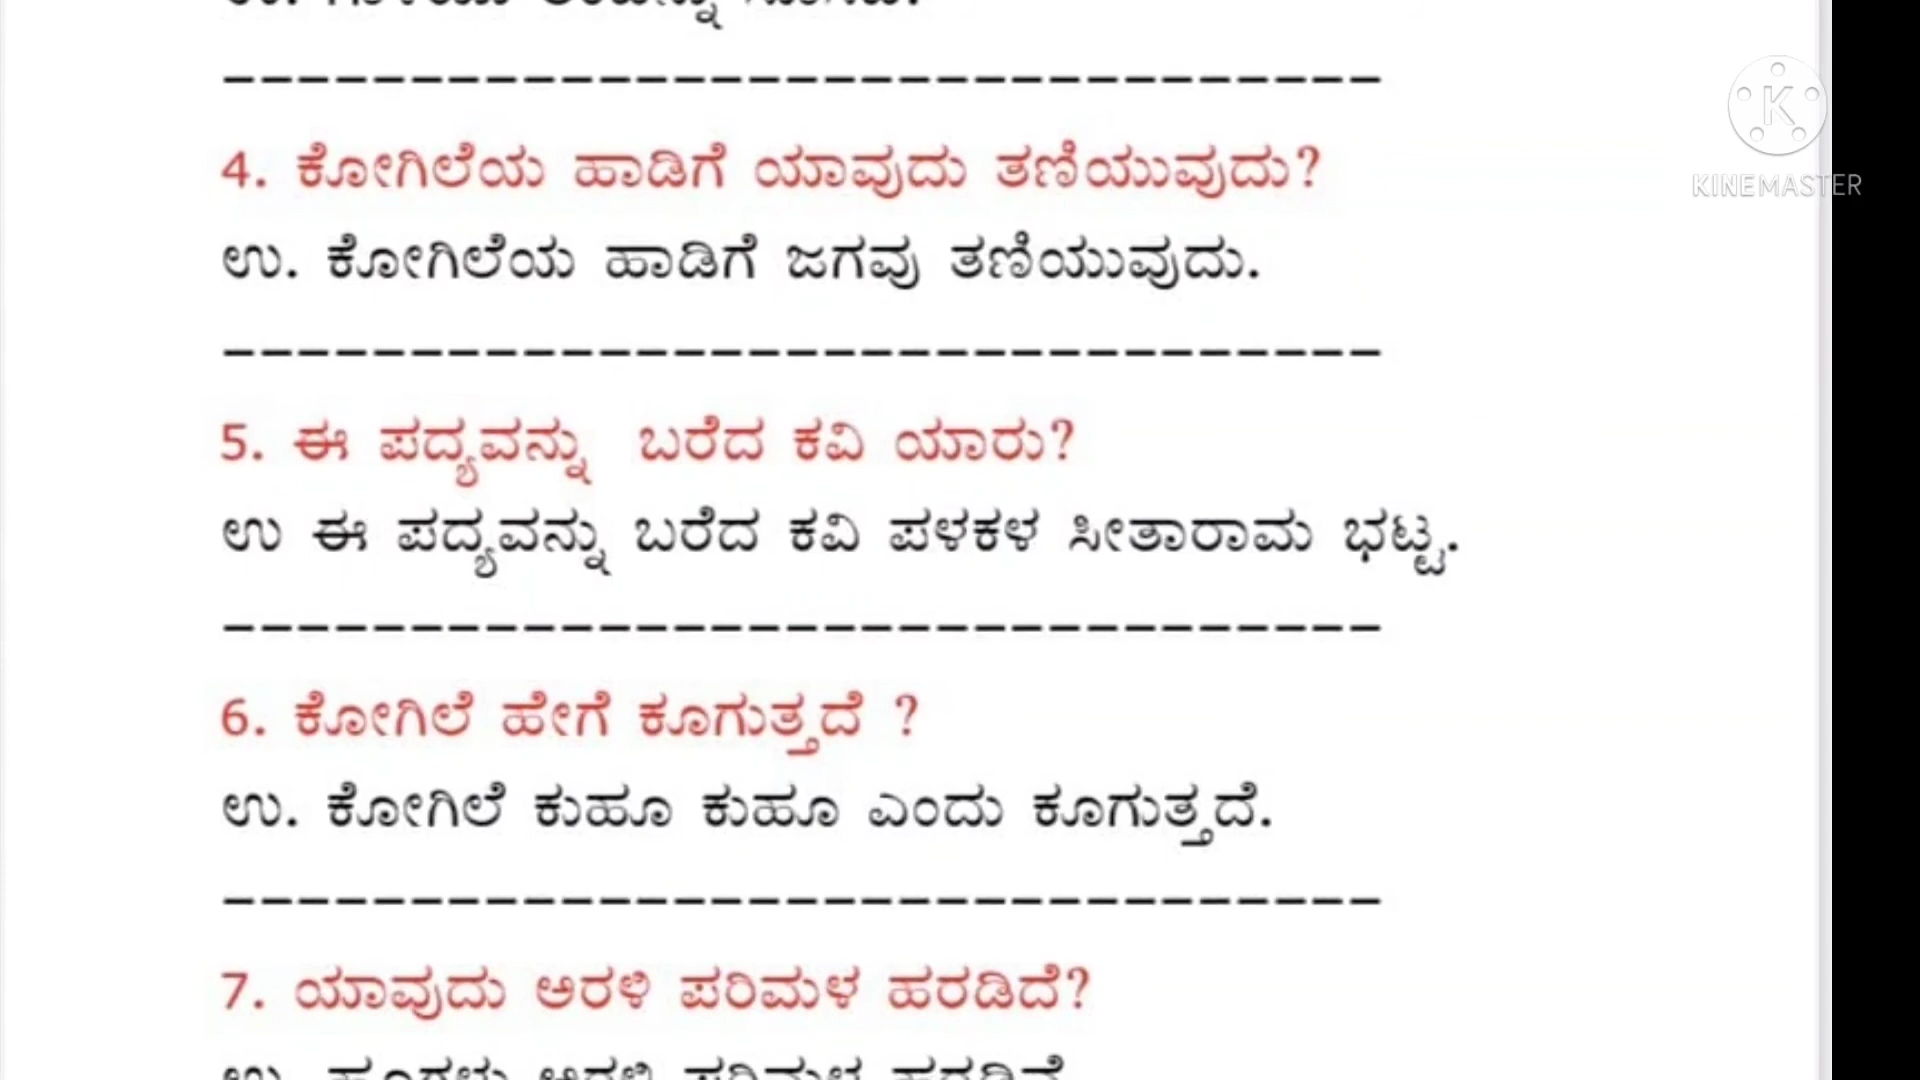 4. ಕೋಗಿಲೆಯ ಹಾಡಿಗೆ ಯಾವುದು ತಣಿಯುವುದು?
ಉ. ಕೋಗಿಲೆಯ ಹಾಡಿಗೆ ಜಗವು ತಣಿಯುವುದು.
5. ಈ ಪದ್ಯವನ್ನು ಬರೆದ ಕವಿ ಯಾರು?
ಉ ಈ ಪದ್ಯವನ್ನು ಬರೆದ ಕವಿ ಪಳಕಳ ಸೀತಾರಾಮ ಭಟ್ಟ.
6. ಕೋಗಿಲೆ ಹೇಗೆ ಕೂಗುತ್ತದೆ ?
ಉ. ಕೋಗಿಲೆ ಕುಹೂ ಕುಹೂ ಎಂದು ಕೂಗುತ್ತದೆ.
7. ಯಾವುದು ಅರಳಿ ಪರಿಮಳ ಹರಡಿದೆ?
KINEMASTER